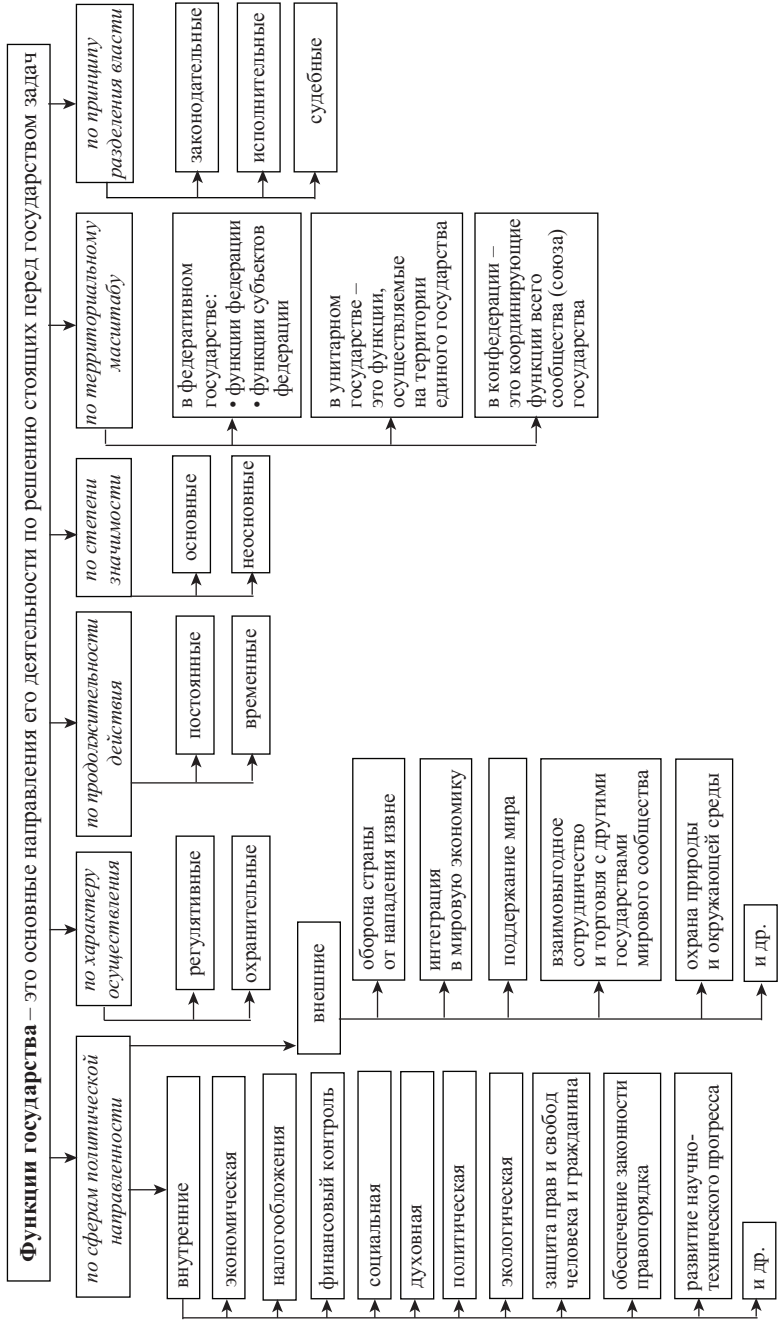 Функции государства – это основные направления его деятельности по решению стоящих перед государством задач
по сферам политической
направленности
внутренние
экономическая
налогообложения
финансовый контроль
социальная
духовная
политическая
экологическая
защита прав и свобод
человека и гражданина
обеспечение законности
правопорядка
развитие научно-
технического прогресса
и др.
внешние
оборона страны
от нападения извне
интеграция
в мировую экономику
поддержание мира
взаимовыгодное
сотрудничество
и торговля с другими
государствами
мирового сообщества
охрана природы
и окружающей среды
и др.
по характеру
осуществления
регулятивные
охранительные
по продолжительности
действия
постоянные
временные
по степени
значимости
основные
неосновные
по территориальному
масштабу
в федеративном
государстве:
• функции федерации
• функции субъектов
федерации
в унитарном
государстве –
это функции,
осуществляемые
на территории
единого государства
в конфедерации –
это координирующие
функции всего
сообщества (союза)
государства
по принципу
разделения власти
законодательные
исполнительные
судебные